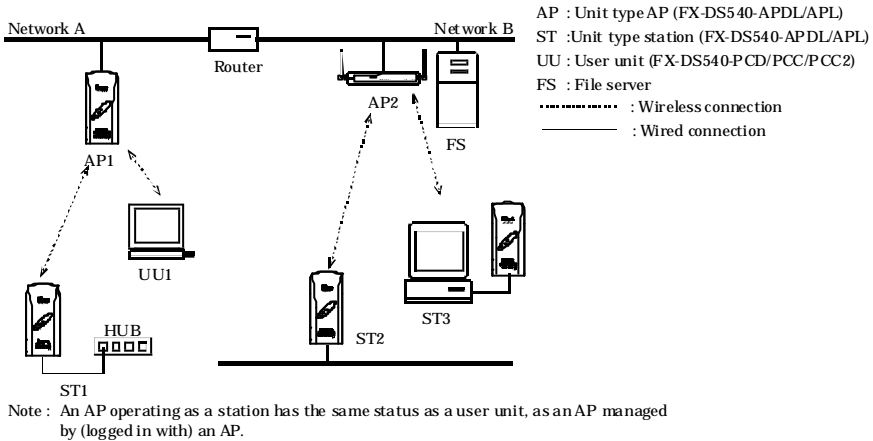 Network A
Network B
Router
AP : Unit type AP (FX-DS540-APDL/APL)
ST :Unit type station (FX-DS540-APDL/APL)
UU : User unit (FX-DS540-PCD/PCC/PCC2)
FS : File server
: Wireless connection
: Wired connection
AP1
AP2
FS
UU1
ST3
ST2
HUB
ST1
Note : An AP operating as a station has the same status as a user unit, as an AP managed
by (logged in with) an AP.